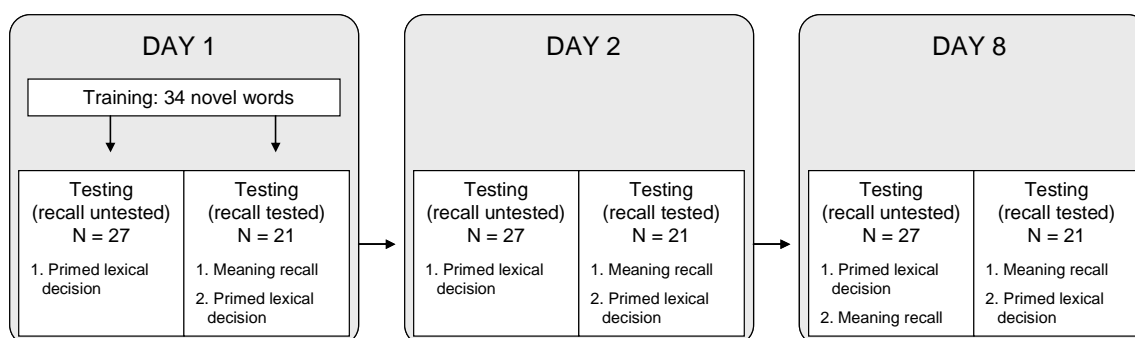 DAY 1
Training: 34 novel words
Testing
(recall untested)
N = 27
1. Primed lexical
decision
Testing
(recall tested)
N = 21
1. Meaning recall
2. Primed lexical
decision
DAY 2
Testing
(recall untested)
N = 27
1. Primed lexical
decision
Testing
(recall tested)
N = 21
1. Meaning recall
2. Primed lexical
decision
DAY 8
Testing
(recall untested)
N = 27
1. Primed lexical
decision
2. Meaning recall
Testing
(recall tested)
N = 21
1. Meaning recall
2. Primed lexical
decision